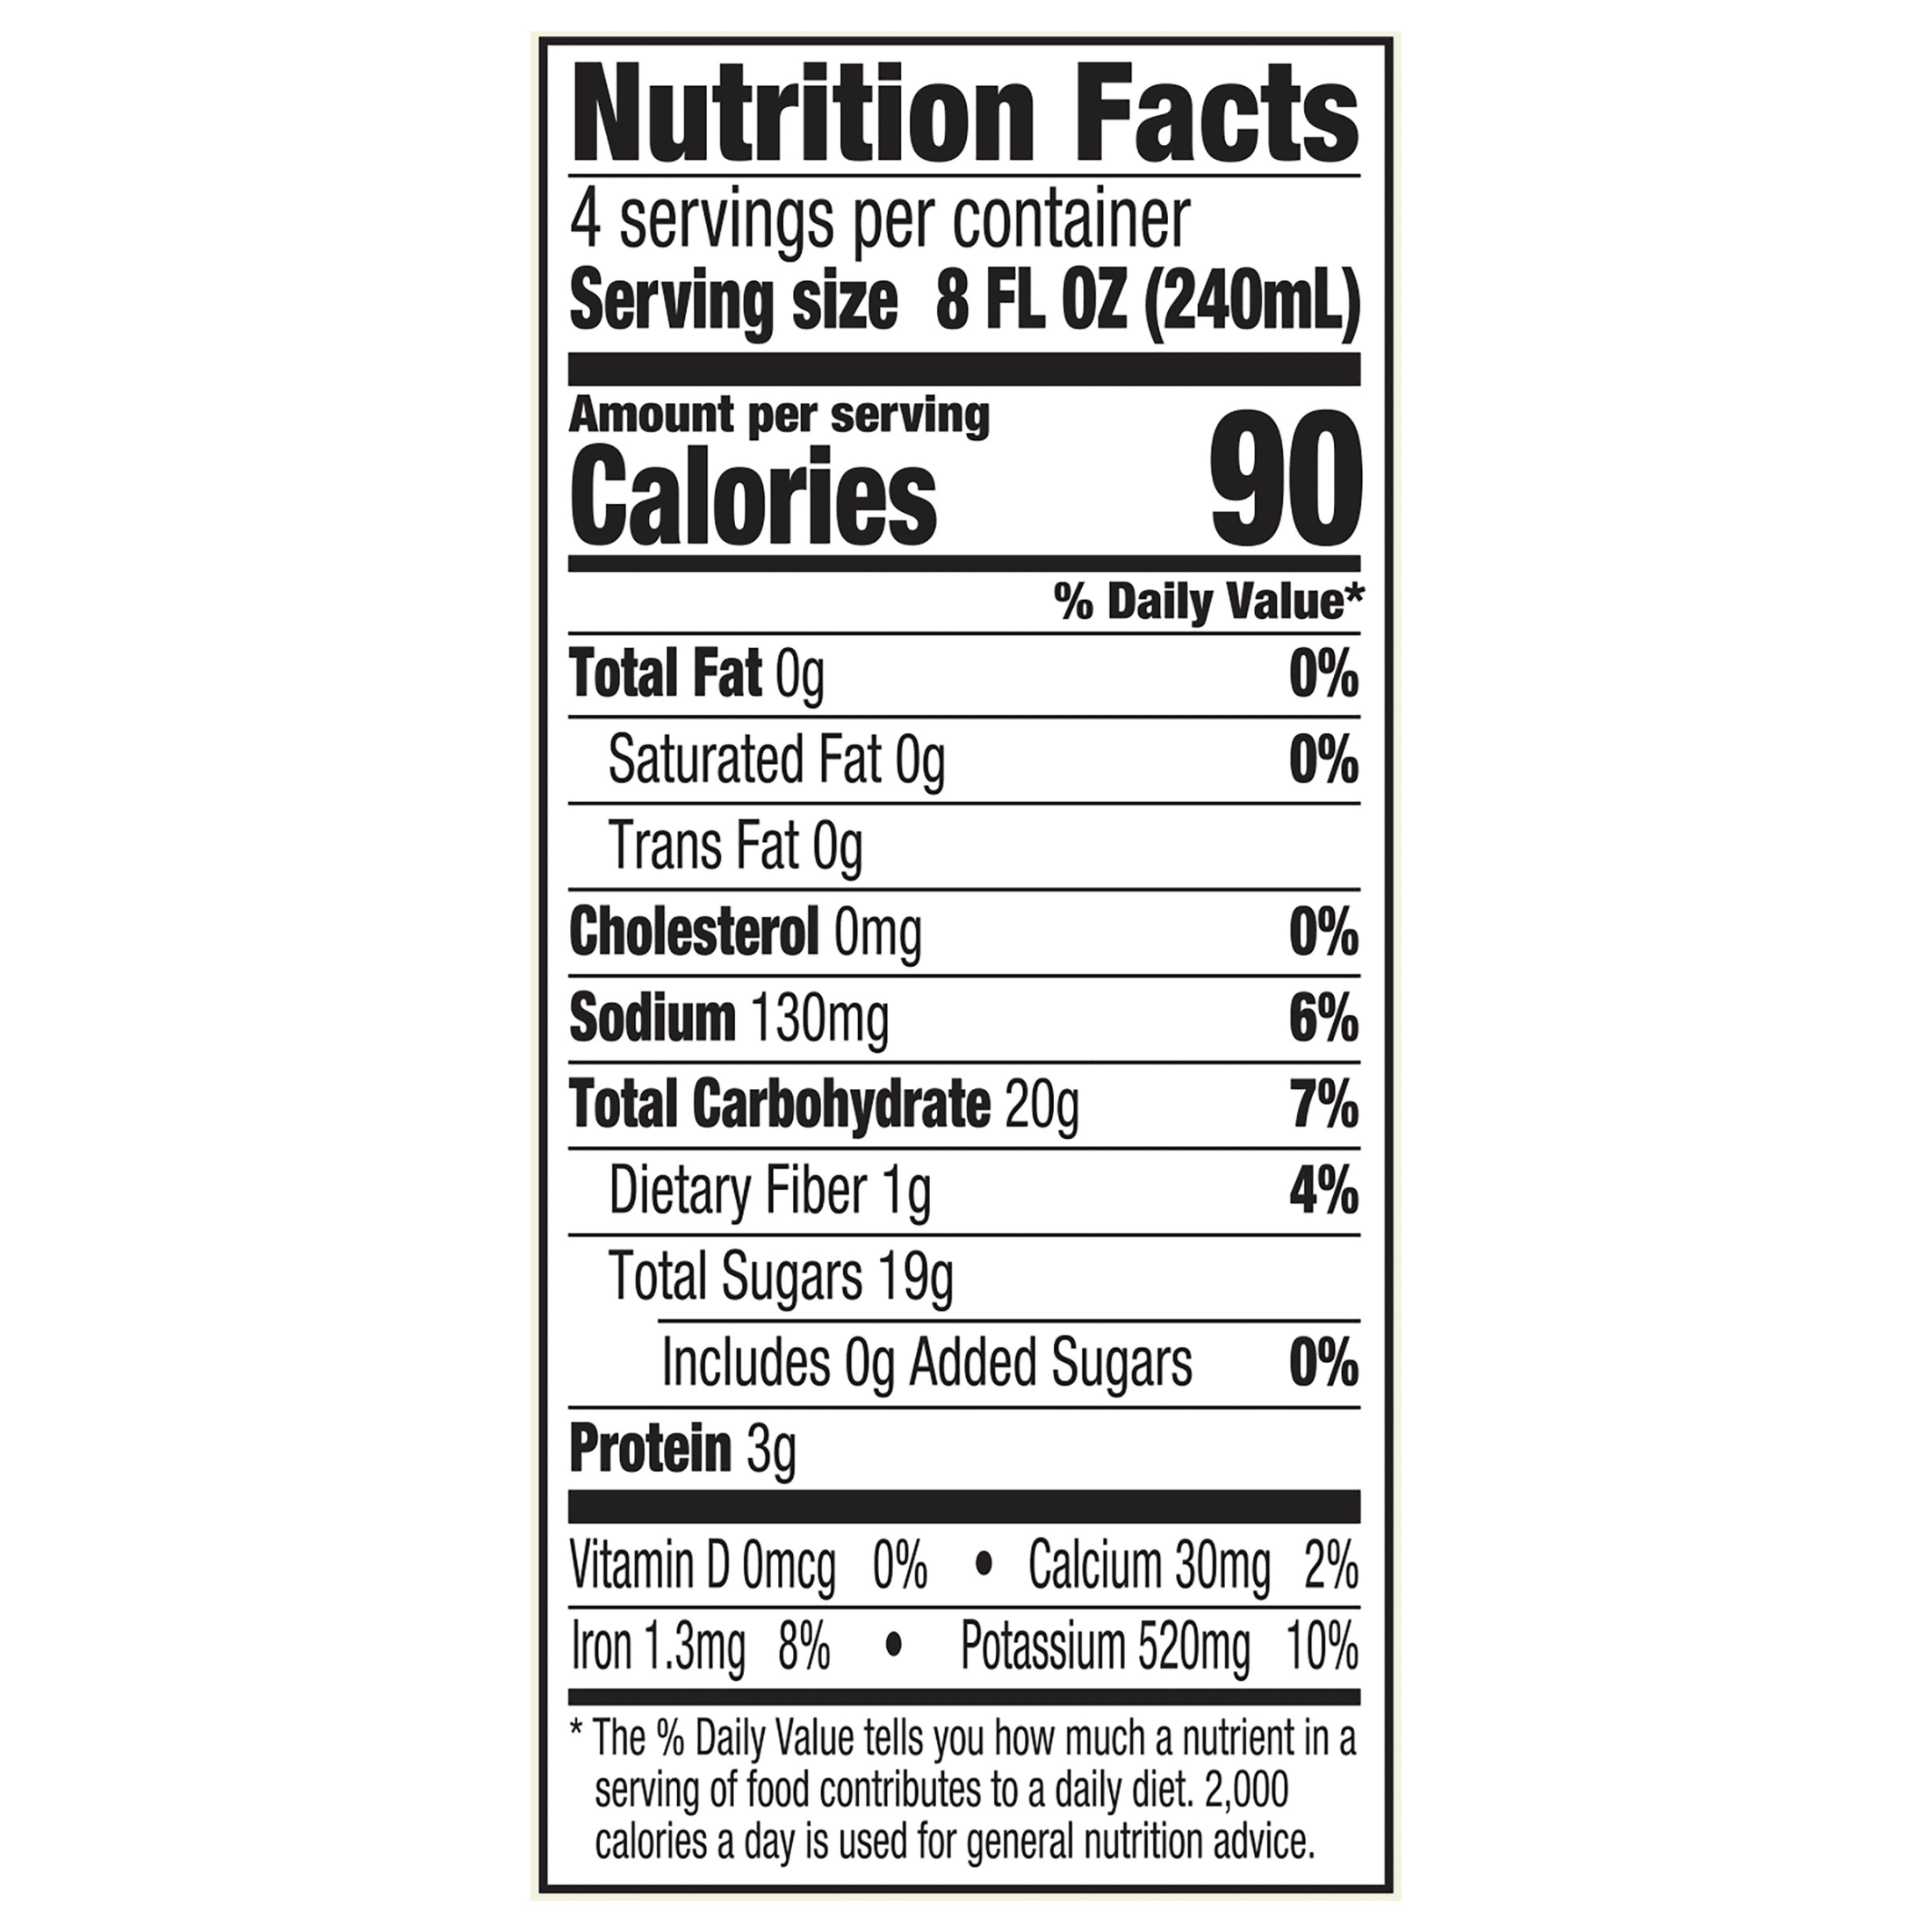 Nutrition Facts
4 servings per container
Serving size 8 FL OZ (240mL)
Amount per serving
Calories 90
% Daily Value*
Total Fat 0g 0%
Saturated Fat 0g 0%
Trans Fat 0g
Cholesterol 0mg 0%
Sodium 130mg 6%
Total Carbohydrate 20g 7%
Dietary Fiber 1g 4%
Total Sugars 19g
Includes 0g Added Sugars 0%
Protein 3g
Vitamin D 0mcg 0% • Calcium 30mg 2%
Iron 1.3mg 8% • Potassium 520mg 10%
* The % Daily Value tells you how much a nutrient in a
serving of food contributes to a daily diet. 2,000
calories a day is used for general nutrition advice.